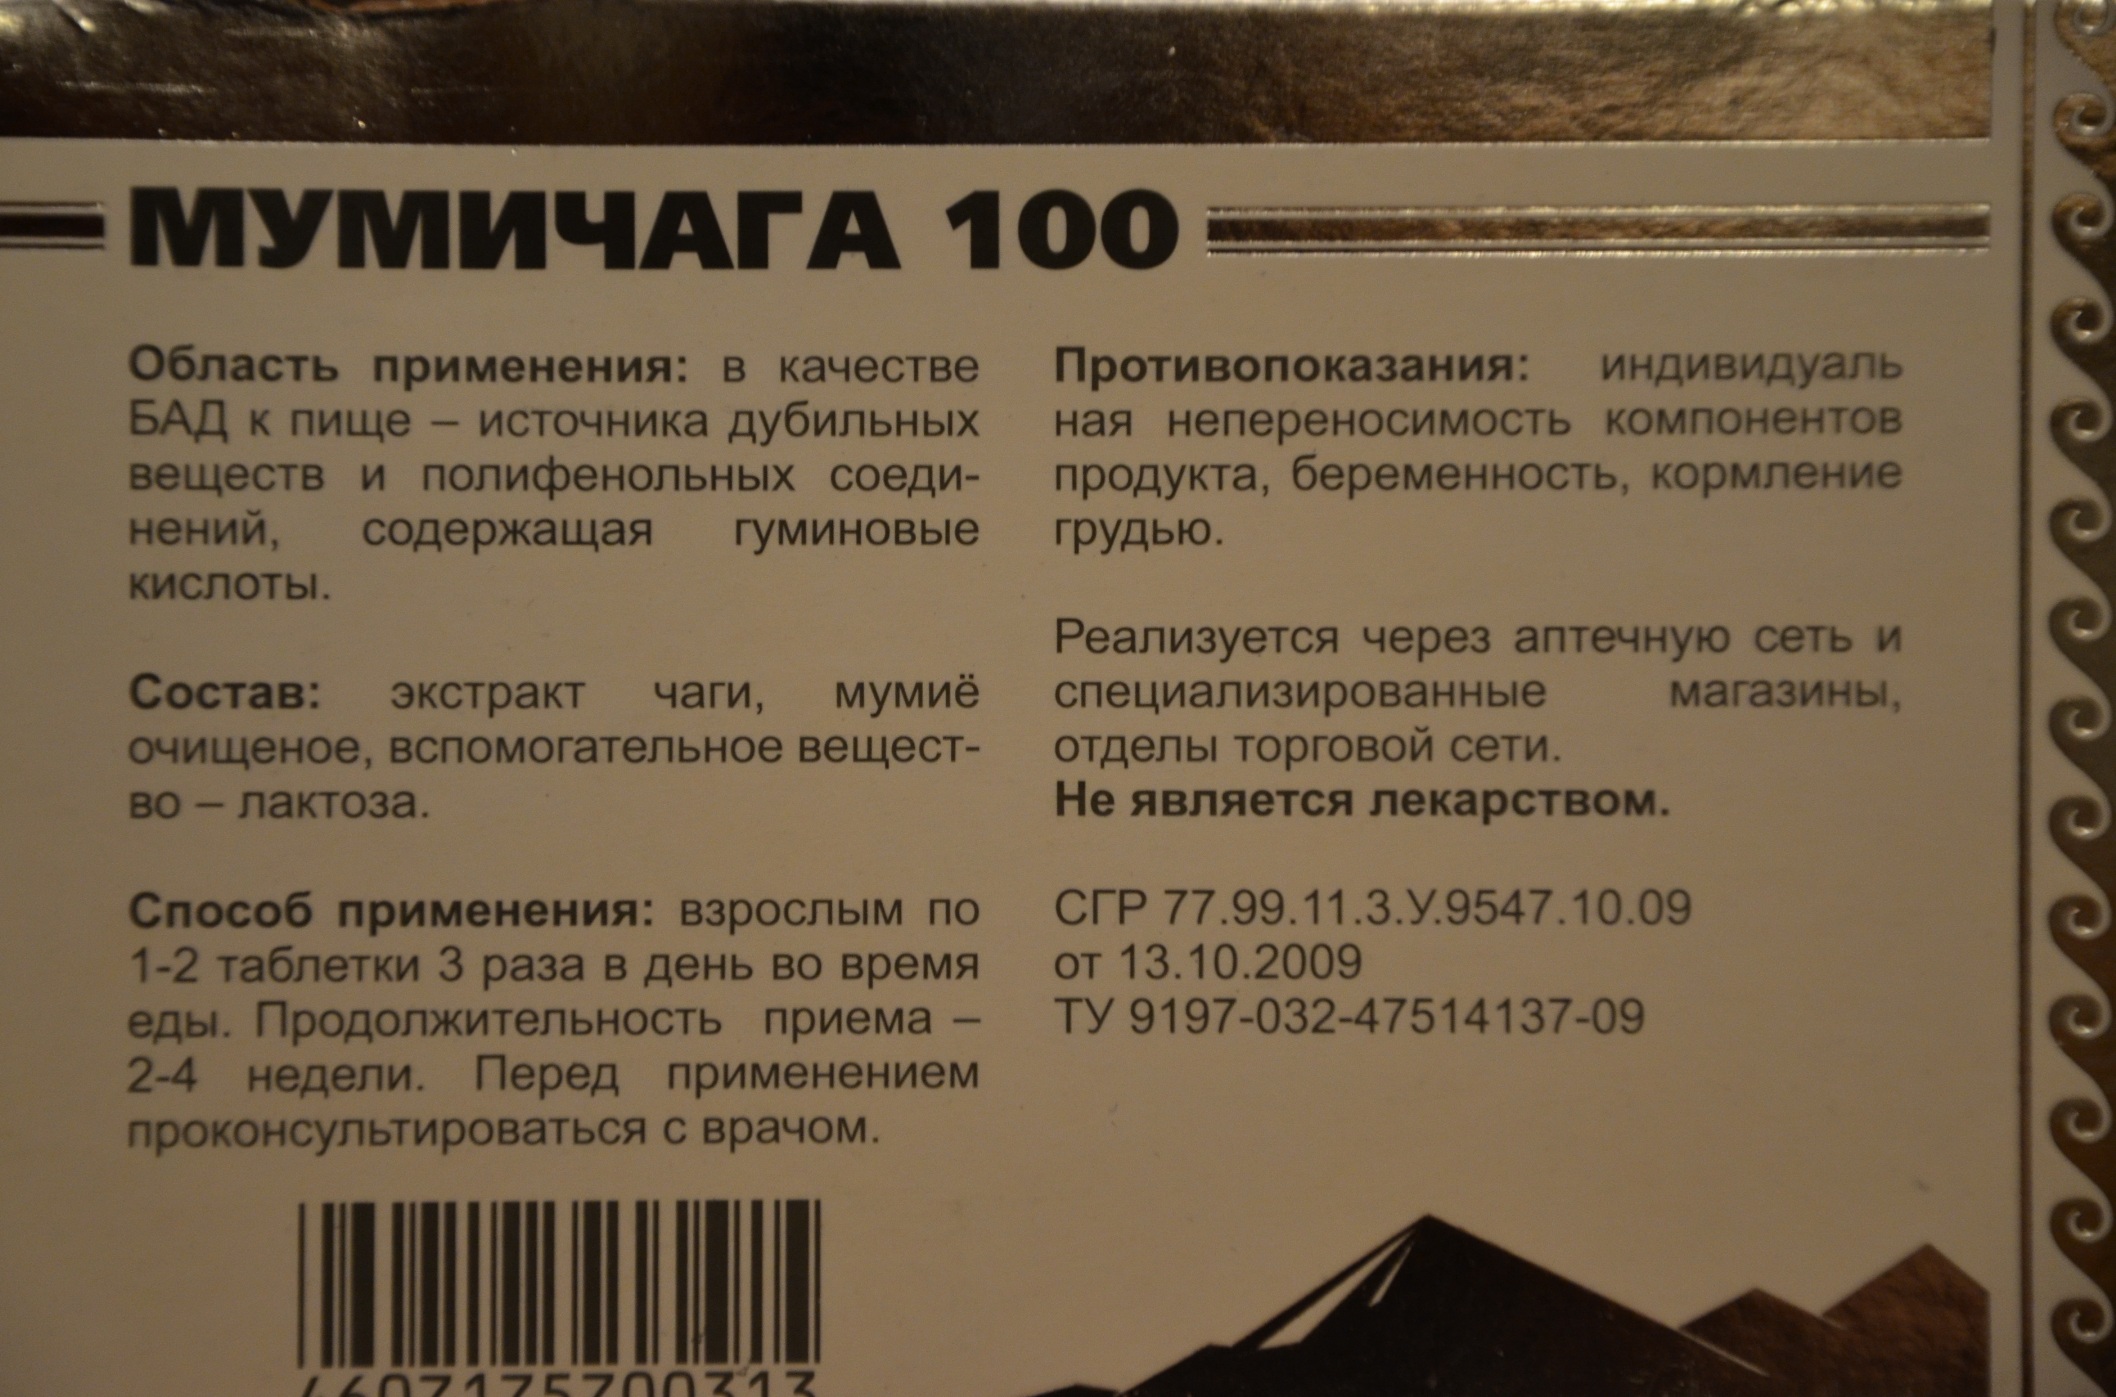 МУМИЧАГА 100
Область применения: в качестве
БАД к пище – источника дубильных
веществ и полифенольных соеди-
нений, содержащая гуминовые
кислоты.
Состав: экстракт чаги, мумиё
очищеное, вспомогательное вещест-
во – лактоза.
Способ применения: взрослым по
1-2 таблетки 3 раза в день во время
еды. Продолжительность приема –
2-4 недели. Перед применением
проконсультироваться с врачом.
4607175700313
Противопоказания: индивидуаль
ная непереносимость компонентов
продукта, беременность, кормление
грудью.
Реализуется через аптечную сеть и
специализированные магазины,
отделы торговой сети.
Не является лекарством.
СГР 77.99.11.3.У.9547.10.09
от 13.10.2009
ТУ 9197-032-47514137-09